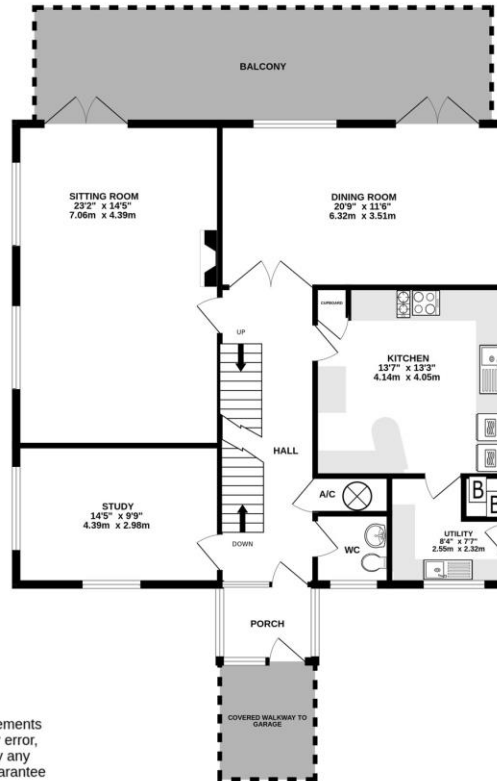 BALCONY
SITTING ROOM
23'2" x 14'5"
7.06m x 4.39m
DINING ROOM
20'9" x 11'6"
6.32m x 3.51m
CUPBOARD
UP
KITCHEN
13'7" x 13'3"
4.14m x 4.05m
HALL
STUDY
14'5" x 9'9"
4.39m x 2.98m
A/C
B
B
DOWN
WC
UTILITY
8'4" x 7'7"
2.55m x 2.32m
PORCH
COVERED WALKWAY TO
GARAGE
ements
error,
any
arantee